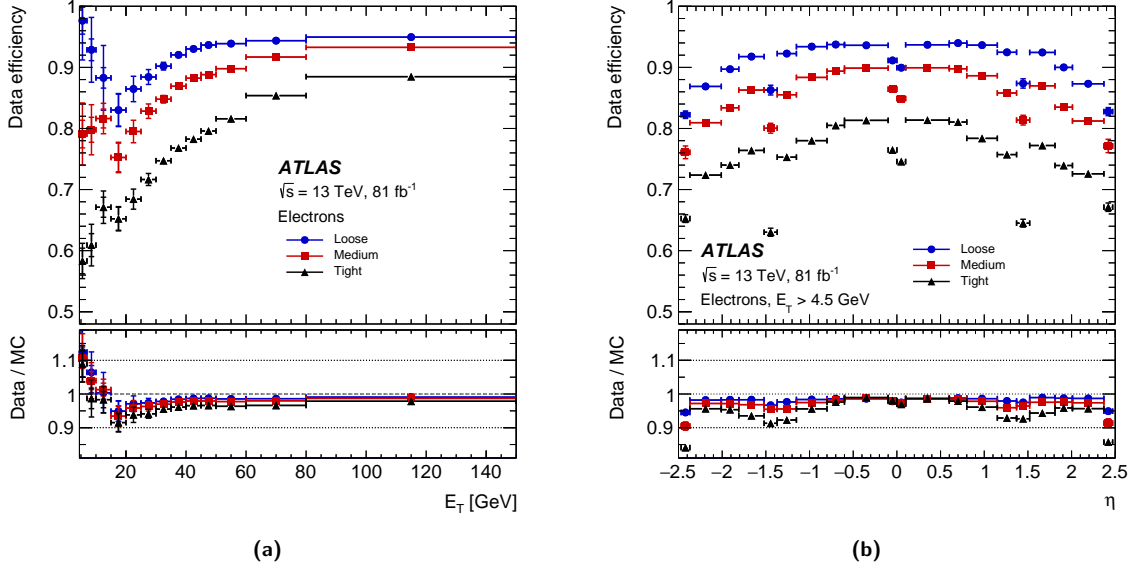 Data efficiency
1
0.9
0.8
0.7
0.6
0.5
ATLAS
√s = 13 TeV, 81 fb⁻¹
Electrons
Loose
Medium
Tight
Data / MC
1.1
1
0.9
20 40 60 80 100 120 140
E_T [GeV]
(a)
Data efficiency
1
0.9
0.8
0.7
0.6
0.5
ATLAS
√s = 13 TeV, 81 fb⁻¹
Electrons, E_T > 4.5 GeV
Loose
Medium
Tight
Data / MC
1.1
1
0.9
−2.5 −2 −1.5 −1 −0.5 0 0.5 1 1.5 2 2.5
η
(b)